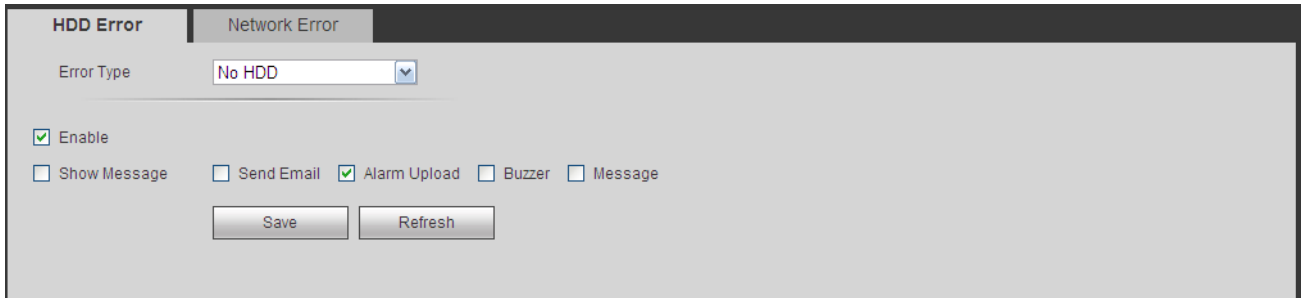 HDD Error Network Error
Error Type No HDD
Enable
Show Message Send Email Alarm Upload Buzzer Message
Save Refresh